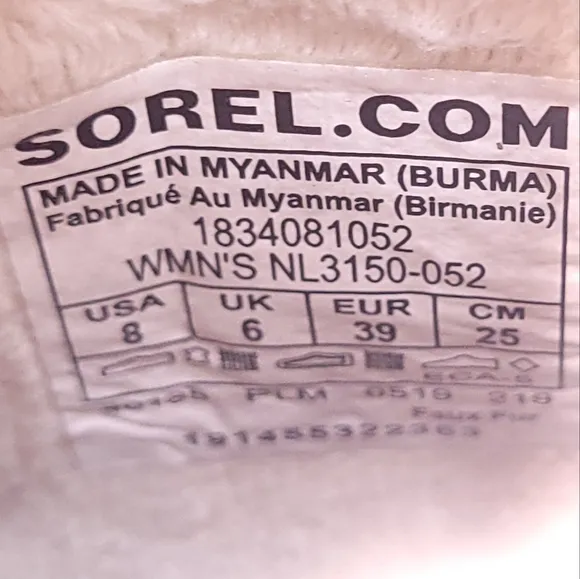 SOREL.COM
MADE IN MYANMAR (BURMA)
Fabriqué Au Myanmar (Birmanie)
1834081052
WMN'S NL3150-052
USA UK EUR CM
8 6 39 25
PLM 0519 219
Faux Fur